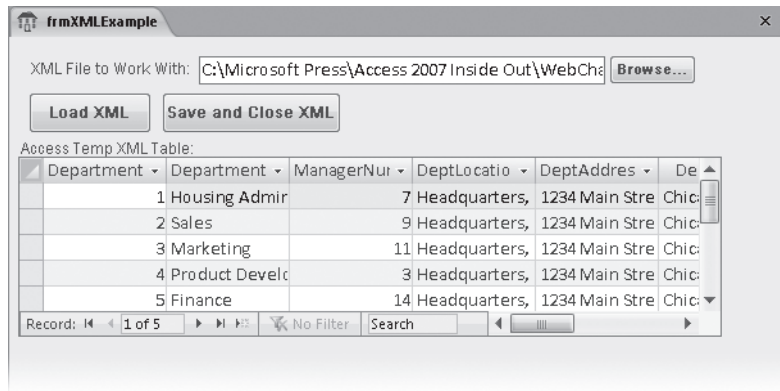 frmXMLExample
XML File to Work With: C:\Microsoft Press\Access 2007 Inside Out\WebCha Browse...
Load XML Save and Close XML
Access Temp XML Table:
Department Department ManagerNur DeptLocatio DeptAddres De
1 Housing Admir 7 Headquarters, 1234 Main Stre Chic
2 Sales 9 Headquarters, 1234 Main Stre Chic
3 Marketing 11 Headquarters, 1234 Main Stre Chic
4 Product Develo 3 Headquarters, 1234 Main Stre Chic
5 Finance 14 Headquarters, 1234 Main Stre Chic
Record: 1 of 5 No Filter Search